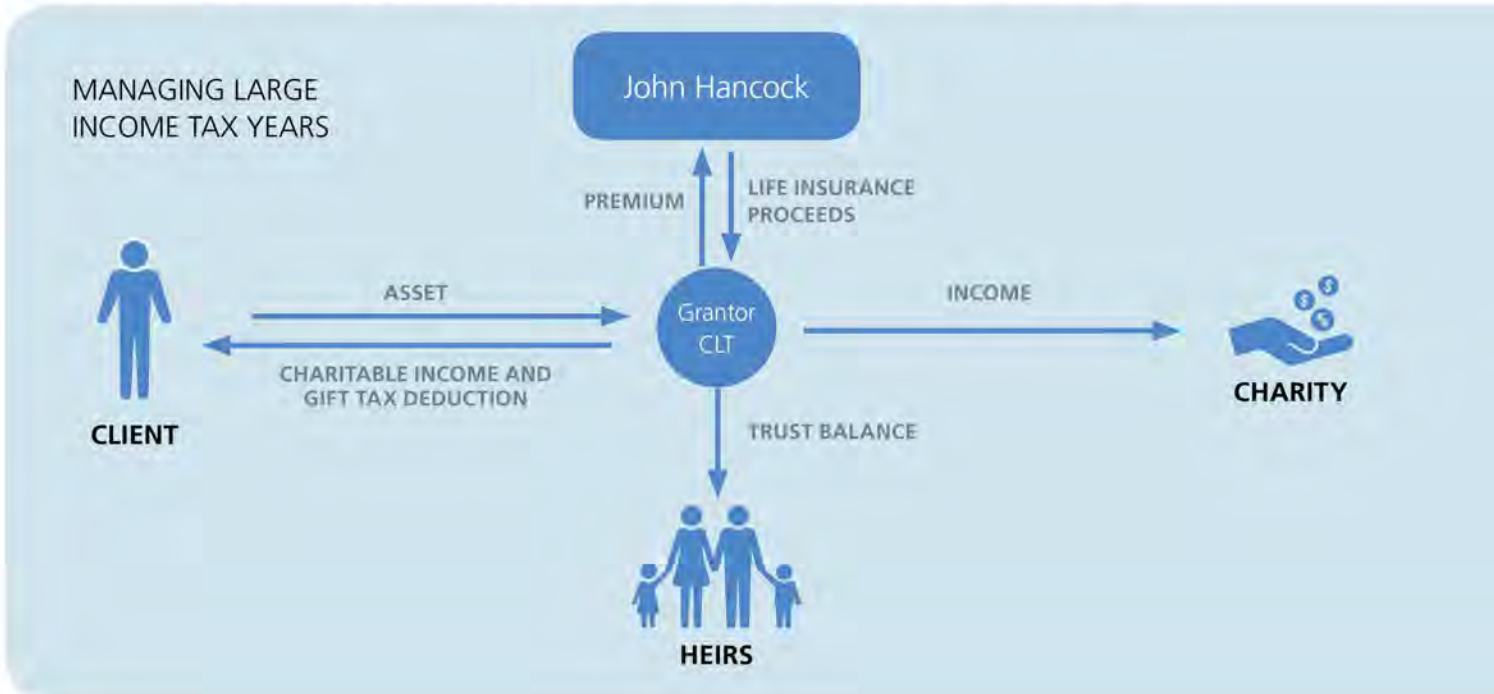 MANAGING LARGE
INCOME TAX YEARS
John Hancock
PREMIUM
LIFE INSURANCE
PROCEEDS
ASSET
Grantor
CLT
INCOME
CHARITABLE INCOME AND
GIFT TAX DEDUCTION
CLIENT
$
$
$
CHARITY
TRUST BALANCE
HEIRS